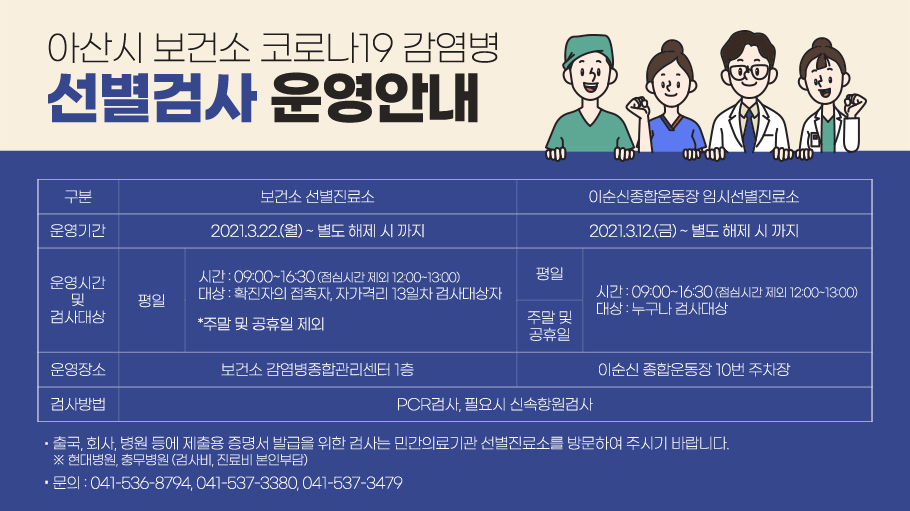 아산시 보건소 코로나19 감염병
선별검사 운영안내
구분 보건소 선별진료소 이순신종합운동장 임시선별진료소
운영기간 2021.3.22.(월) ~ 별도 해제 시 까지 2021.3.12.(금) ~ 별도 해제 시 까지
운영시간
및
검사대상
평일
시간 : 09:00~16:30 (점심시간 제외 12:00~13:00)
대상 : 확진자의 접촉자, 자가격리 13일차 검사대상자
*주말 및 공휴일 제외
평일
주말 및
공휴일
시간 : 09:00~16:30 (점심시간 제외 12:00~13:00)
대상 : 누구나 검사대상
운영장소 보건소 감염병종합관리센터 1층 이순신 종합운동장 10번 주차장
검사방법 PCR검사, 필요시 신속항원검사
• 출국, 회사, 병원 등에 제출용 증명서 발급을 위한 검사는 민간의료기관 선별진료소를 방문하여 주시기 바랍니다.
※ 현대병원, 충무병원 (검사비, 진료비 본인부담)
• 문의 : 041-536-8794, 041-537-3380, 041-537-3479